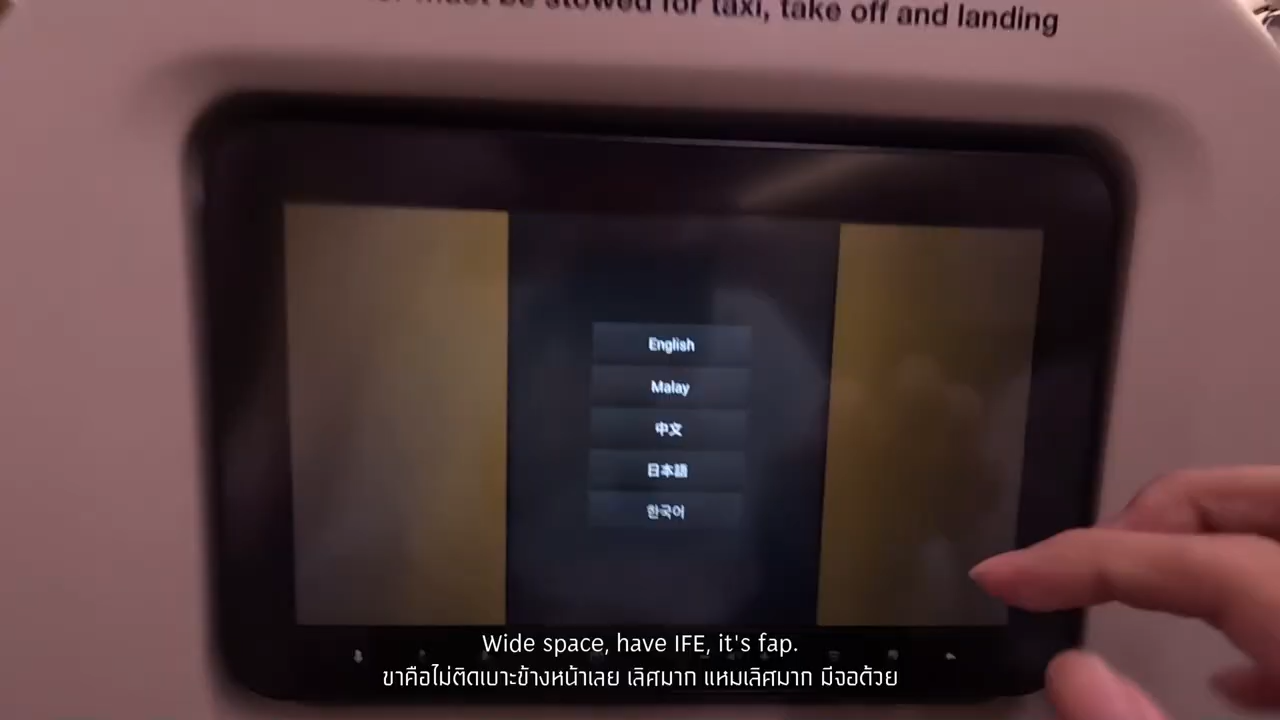 must be stowed for taxi, take off and landing
English
Malay
中文
日本語
한국어
Wide space, have IFE, it's fap.
ขาคือไม่ติดเบาะข้างหน้าเลย เลิศมาก แหมเลิศมาก มีจอด้วย